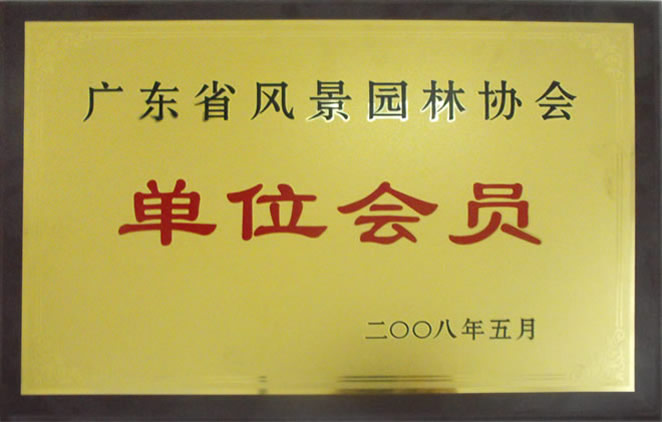 广东省风景园林协会
单位会员
二〇〇八年五月